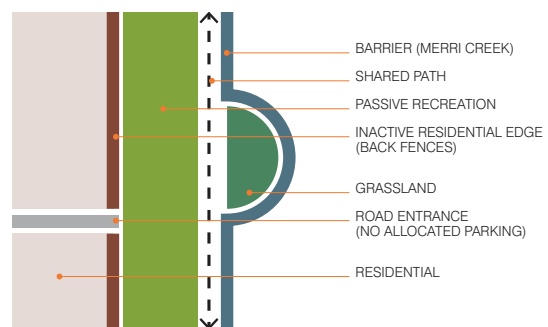 BARRIER (MERRI CREEK)
SHARED PATH
PASSIVE RECREATION
INACTIVE RESIDENTIAL EDGE
(BACK FENCES)
GRASSLAND
ROAD ENTRANCE
(NO ALLOCATED PARKING)
RESIDENTIAL